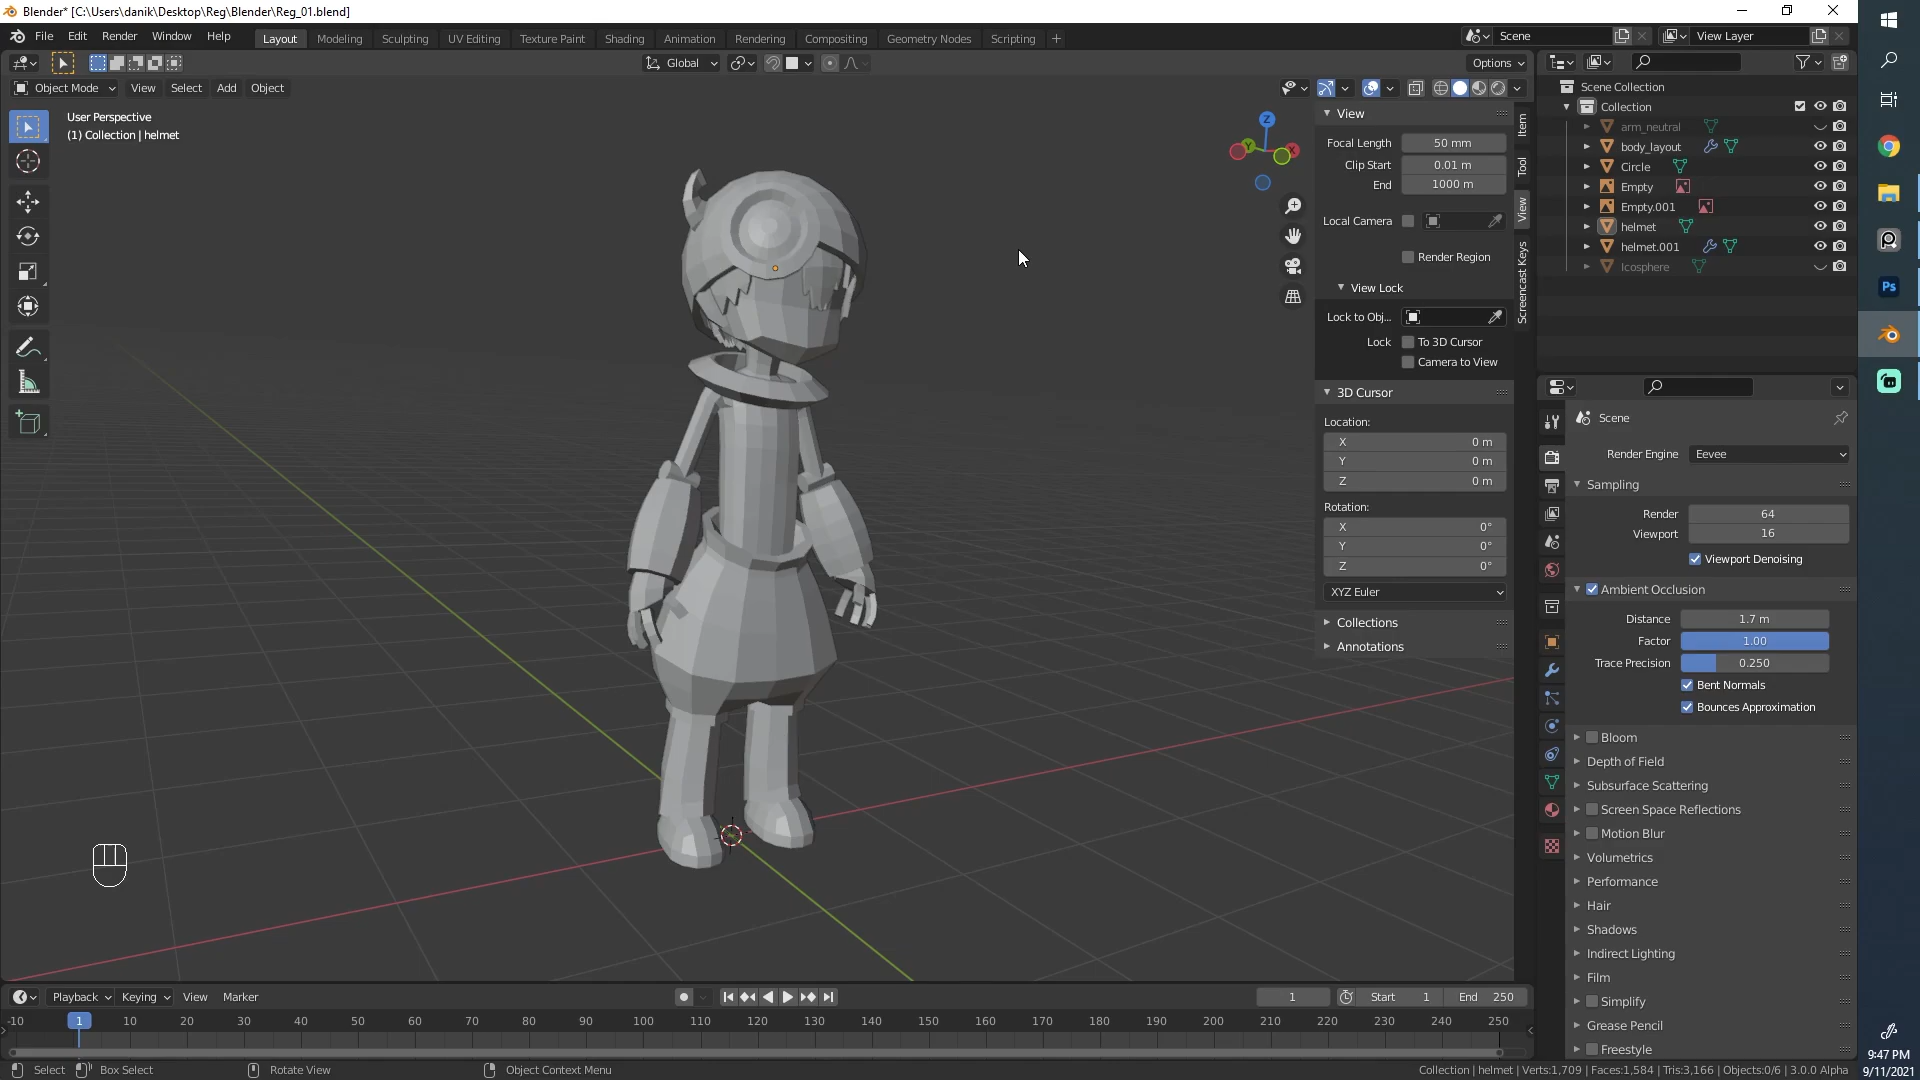 Blender* [C:\Users\danik\Desktop\Reg\Blender\Reg_01.blend]
File Edit Render Window Help Layout Modeling Sculpting UV Editing Texture Paint Shading Animation Rendering Compositing Geometry Nodes Scripting + Scene View Layer
Global Options
Object Mode View Select Add Object
User Perspective
(1) Collection | helmet
Z
Y
X
View
Focal Length 50 mm
Clip Start 0.01 m
End 1000 m
Local Camera
Render Region
View Lock
Lock to Obj...
Lock To 3D Cursor
Camera to View
3D Cursor
Location:
X 0 m
Y 0 m
Z 0 m
Rotation:
X 0°
Y 0°
Z 0°
XYZ Euler
Collections
Annotations
Item
Tool
View
Screencast Keys
Scene Collection
Collection
arm_neutral
body_layout
Circle
Empty
Empty.001
helmet
helmet.001
Icosphere
Scene
Render Engine Eevee
Sampling
Render 64
Viewport 16
Viewport Denoising
Ambient Occlusion
Distance 1.7 m
Factor 1.00
Trace Precision 0.250
Bent Normals
Bounces Approximation
Bloom
Depth of Field
Subsurface Scattering
Screen Space Reflections
Motion Blur
Volumetrics
Performance
Hair
Shadows
Indirect Lighting
Film
Simplify
Grease Pencil
Freestyle
Ps
Playback Keying View Marker 1 Start 1 End 250
-10 1 10 20 30 40 50 60 70 80 90 100 110 120 130 140 150 160 170 180 190 200 210 220 230 240 250
Select Box Select Rotate View Object Context Menu Collection | helmet | Verts:1,709 | Faces:1,584 | Tris:3,166 | Objects:0/6 | 3.0.0 Alpha
9:47 PM
9/11/2021